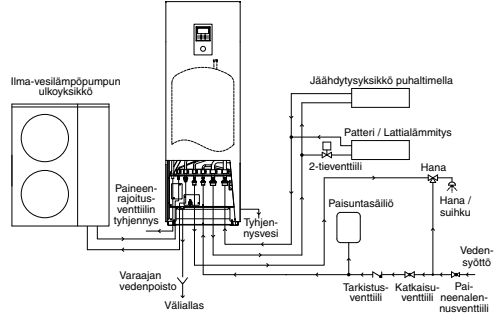 Ilma-vesilämpöpumpun
ulkoyksikkö
Jäähdytysyksikkö puhaltimella
Patteri / Lattialämmitys
2-tieventtiili
Hana
Paineen-
rajoitus-
venttiilin
tyhjennys
Paisuntasäiliö
Hana /
suihku
Tyhjen-
nysvesi
Veden-
syöttö
Varaajan
vedenpoisto
Väliallas
Tarkistus-
venttiili
Katkaisu-
venttiili
Pai-
neenalen-
nusventtiili